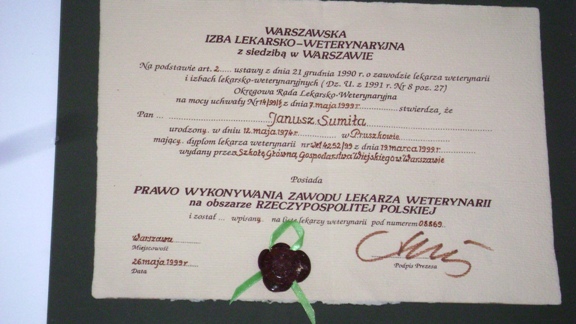 WARSZAWSKA
IZBA LEKARSKO-WETERYNARYJNA
z siedzibą w WARSZAWIE
Na podstawie art. 2..... ustawy z dnia 21 grudnia 1990 r. o zawodzie lekarza weterynarii
i izbach lekarsko-weterynaryjnych ( Dz. U. z 1991 r. Nr 8 poz. 27)
Okręgowa Rada Lekarsko-Weterynaryjna
na mocy uchwały Nr z dnia 7 maja 1999 r. stwierdza, że
Pan ... Janusz Sumiła
urodzony. w dniu 12.maja.1974r. w Pruszkowie
mający. dyplom lekarza weterynarii nr z dnia 19 marca 1999r.
wydany przez Szkołę Główną Gospodarstwa Wiejskiego w Warszawie
Posiada
PRAWO WYKONYWANIA ZAWODU LEKARZA WETERYNARII
na obszarze RZECZYPOSPOLITEJ POLSKIEJ
i został ... wpisany. na listę lekarzy weterynarii pod numerem 08869.
Warszawa
Miejscowość
26 maja 1999 r
Data
Podpis Prezesa